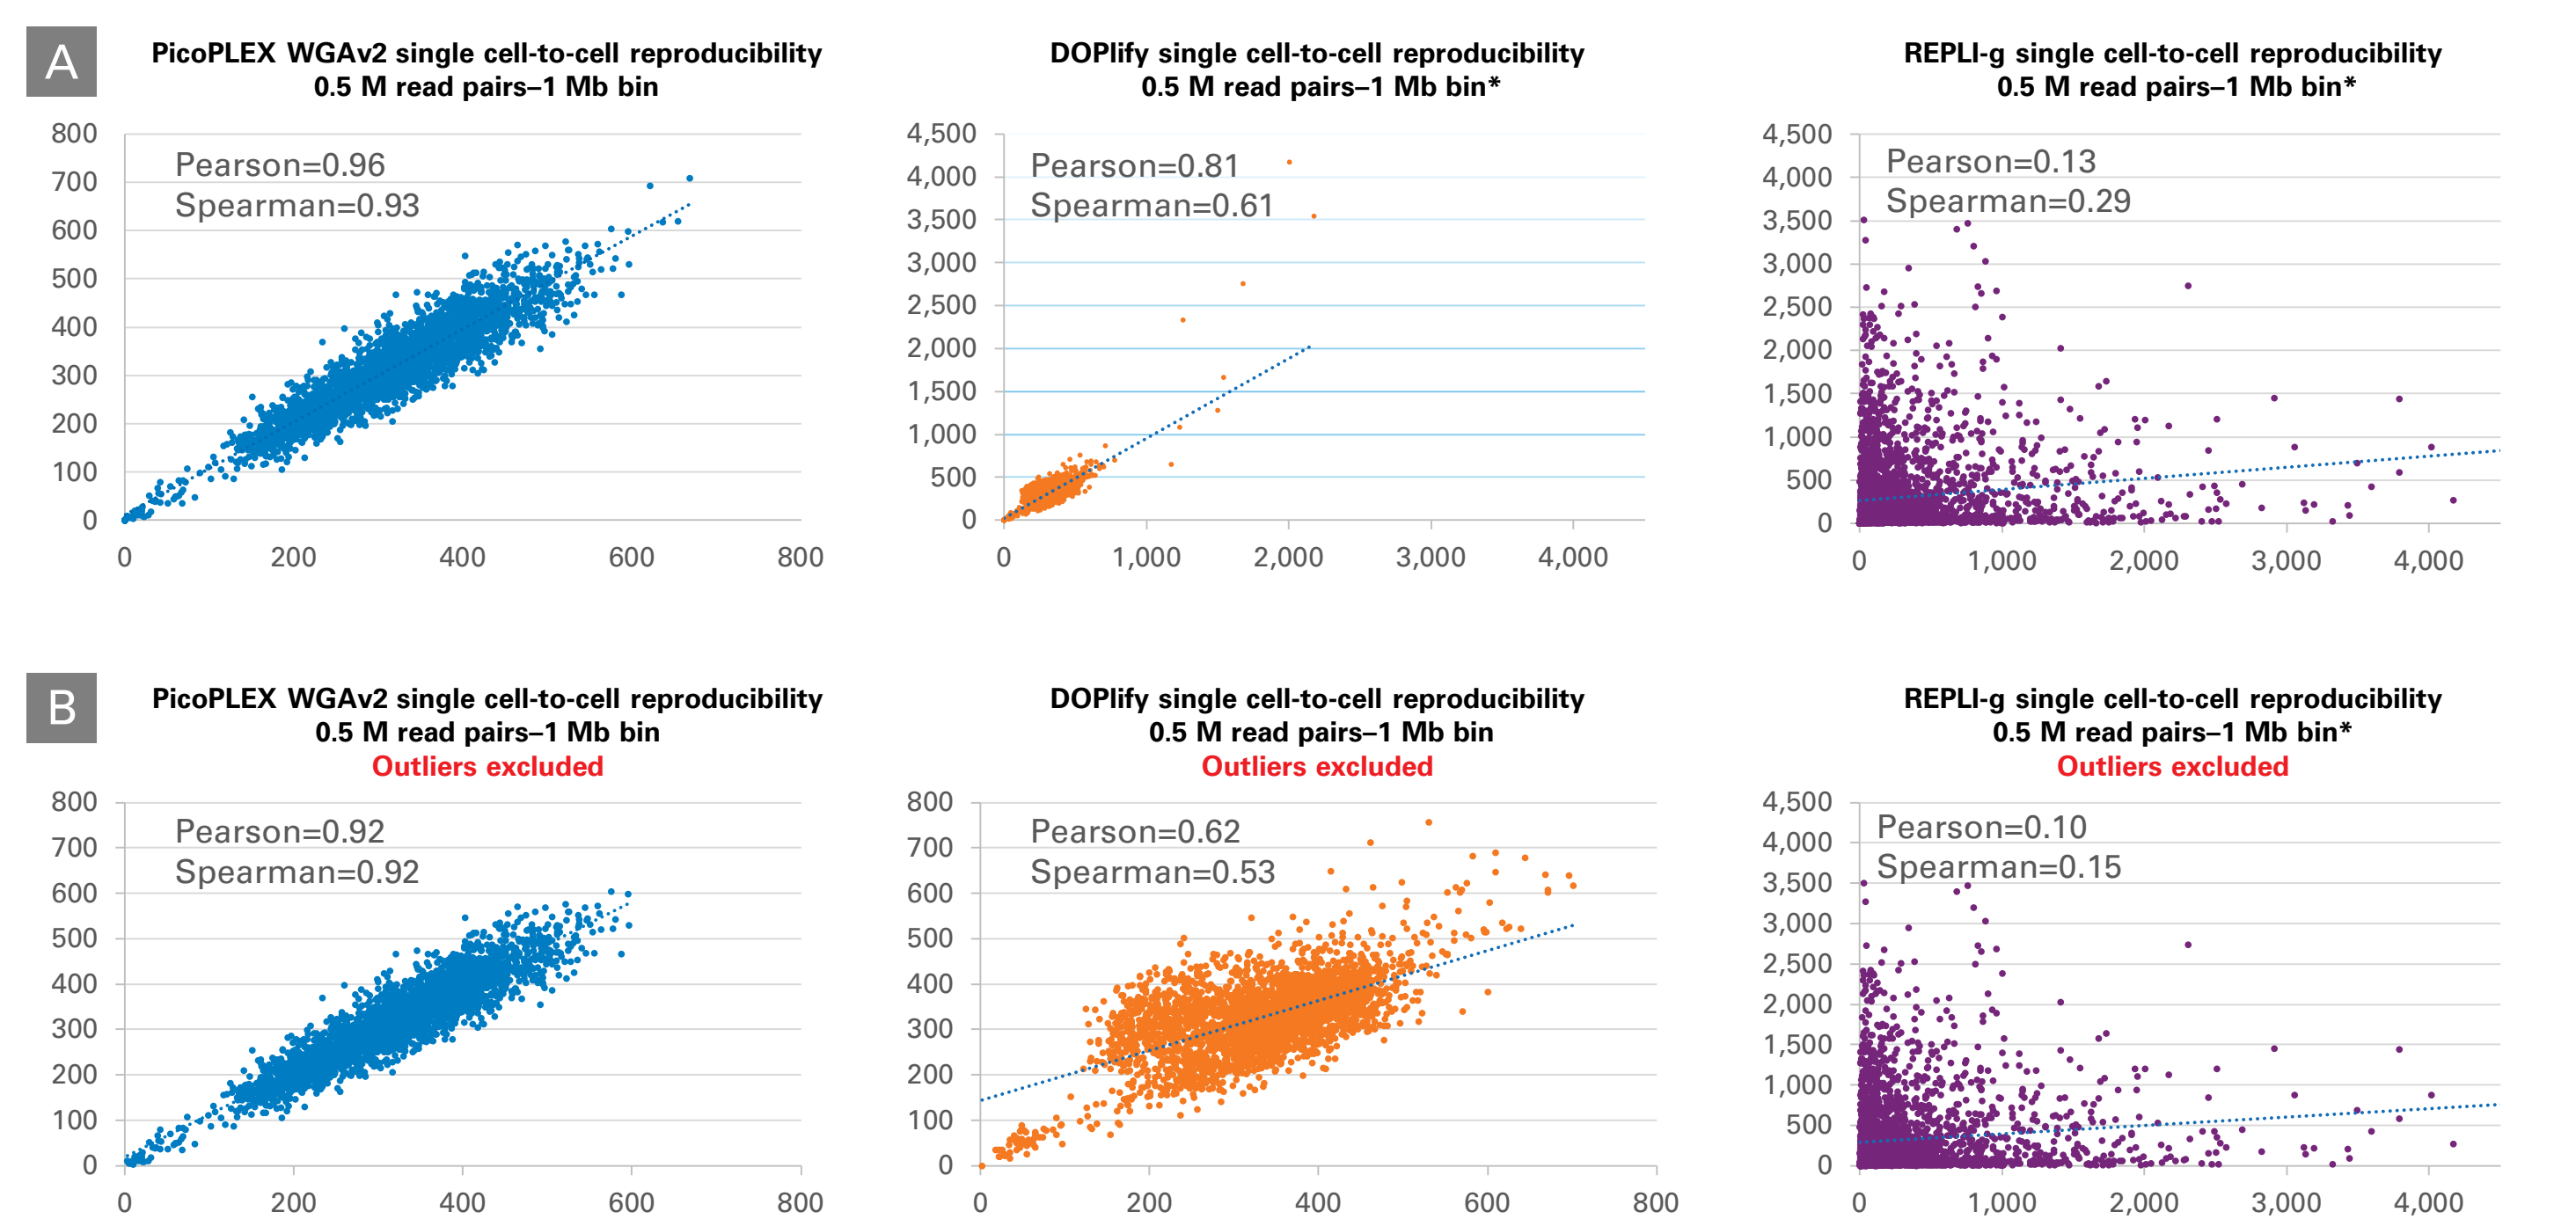 A
PicoPLEX WGAv2 single cell-to-cell reproducibility
0.5 M read pairs–1 Mb bin
800
700
600
500
400
300
200
100
0
0 200 400 600 800
Pearson=0.96
Spearman=0.93
DOPlify single cell-to-cell reproducibility
0.5 M read pairs–1 Mb bin*
4,500
4,000
3,500
3,000
2,500
2,000
1,500
1,000
500
0
0 1,000 2,000 3,000 4,000
Pearson=0.81
Spearman=0.61
REPLI-g single cell-to-cell reproducibility
0.5 M read pairs–1 Mb bin*
4,500
4,000
3,500
3,000
2,500
2,000
1,500
1,000
500
0
0 1,000 2,000 3,000 4,000
Pearson=0.13
Spearman=0.29
B
PicoPLEX WGAv2 single cell-to-cell reproducibility
0.5 M read pairs–1 Mb bin
Outliers excluded
800
700
600
500
400
300
200
100
0
0 200 400 600 800
Pearson=0.92
Spearman=0.92
DOPlify single cell-to-cell reproducibility
0.5 M read pairs–1 Mb bin
Outliers excluded
800
700
600
500
400
300
200
100
0
0 200 400 600 800
Pearson=0.62
Spearman=0.53
REPLI-g single cell-to-cell reproducibility
0.5 M read pairs–1 Mb bin*
Outliers excluded
4,500
4,000
3,500
3,000
2,500
2,000
1,500
1,000
500
0
0 1,000 2,000 3,000 4,000
Pearson=0.10
Spearman=0.15